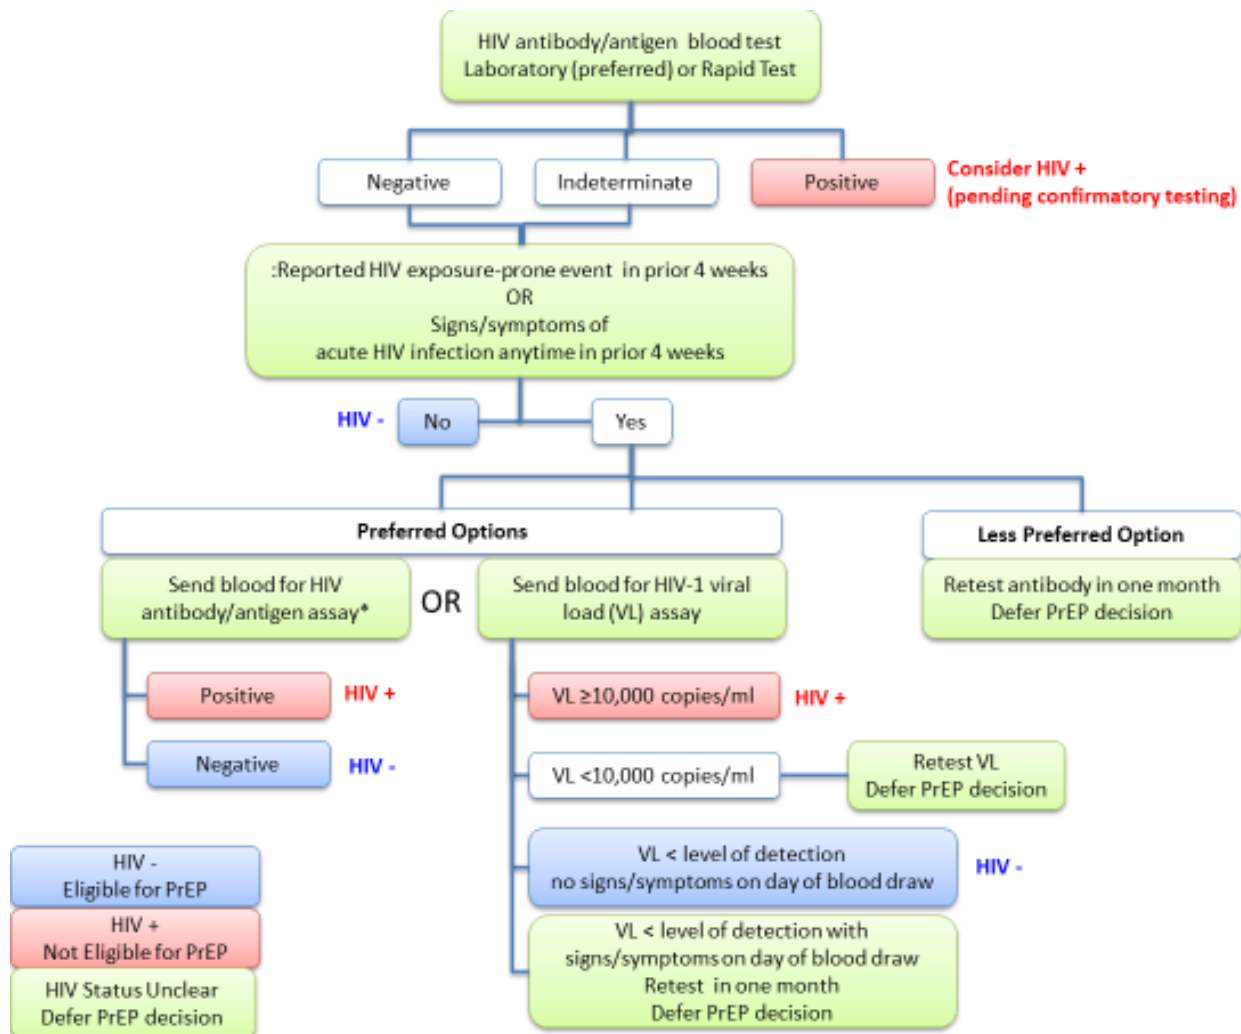 HIV antibody/antigen blood test
Laboratory (preferred) or Rapid Test
Negative
Indeterminate
Positive
Consider HIV +
(pending confirmatory testing)
:Reported HIV exposure-prone event in prior 4 weeks
OR
Signs/symptoms of
acute HIV infection anytime in prior 4 weeks
HIV -
No
Yes
Preferred Options
Less Preferred Option
Send blood for HIV
antibody/antigen assay*
OR
Send blood for HIV-1 viral
load (VL) assay
Retest antibody in one month
Defer PrEP decision
Positive
HIV +
Negative
HIV -
VL ≥10,000 copies/ml
HIV +
VL <10,000 copies/ml
Retest VL
Defer PrEP decision
VL < level of detection
no signs/symptoms on day of blood draw
HIV -
VL < level of detection with
signs/symptoms on day of blood draw
Retest in one month
Defer PrEP decision
HIV -
Eligible for PrEP
HIV +
Not Eligible for PrEP
HIV Status Unclear
Defer PrEP decision